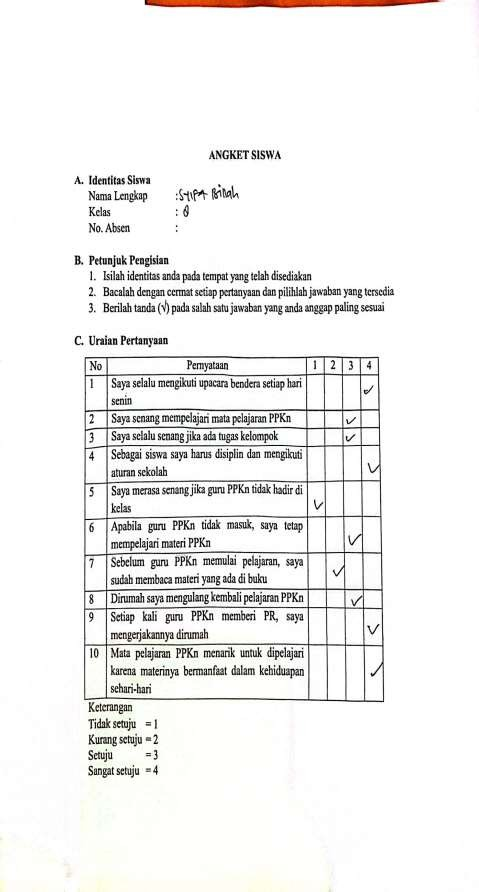 ANGKET SISWA
A. Identitas Siswa
Nama Lengkap : Billah
Kelas :
No. Absen :
B. Petunjuk Pengisian
1. Isilah identitas anda pada tempat yang telah disediakan
2. Bacalah dengan cermat setiap pertanyaan dan pilihlah jawaban yang tersedia
3. Berilah tanda (√) pada salah satu jawaban yang anda anggap paling sesuai
C. Uraian Pertanyaan
No Pernyataan 1 2 3 4
1 Saya selalu mengikuti upacara bendera setiap hari
senin ✓
2 Saya senang mempelajari mata pelajaran PPKn ✓
3 Saya selalu senang jika ada tugas kelompok ✓
4 Sebagai siswa saya harus disiplin dan mengikuti
aturan sekolah ✓
5 Saya merasa senang jika guru PPKn tidak hadir di
kelas ✓
6 Apabila guru PPKn tidak masuk, saya tetap
mempelajari materi PPKn ✓
7 Sebelum guru PPKn memulai pelajaran, saya
sudah membaca materi yang ada di buku ✓
8 Dirumah saya mengulang kembali pelajaran PPKn ✓
9 Setiap kali guru PPKn memberi PR, saya
mengerjakannya dirumah ✓
10 Mata pelajaran PPKn menarik untuk dipelajari
karena materinya bermanfaat dalam kehiduapan
sehari-hari ✓
Keterangan
Tidak setuju = 1
Kurang setuju = 2
Setuju = 3
Sangat setuju = 4